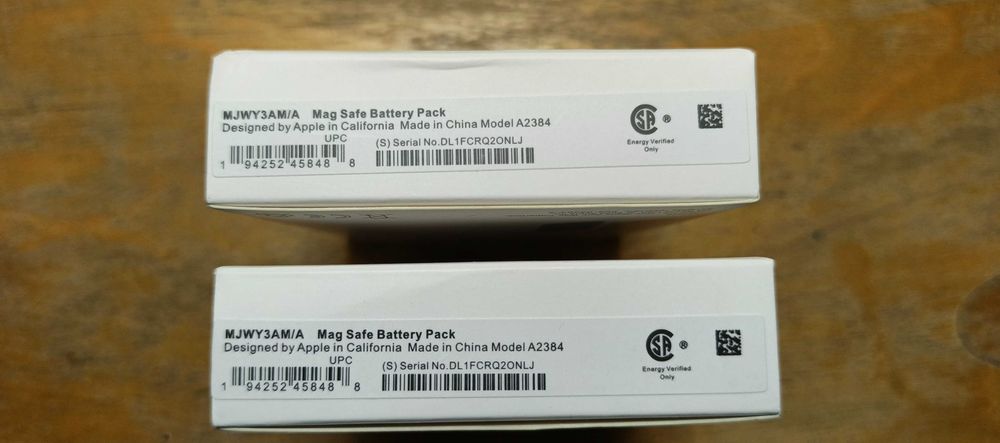 MJWY3AM/A Mag Safe Battery Pack
Designed by Apple in California Made in China Model A2384
UPC
(S) Serial No.DL1FCRQ2ONLJ
1 94252 45848 8
SA ®
Energy Verified
Only
MJWY3AM/A Mag Safe Battery Pack
Designed by Apple in California Made in China Model A2384
UPC
(S) Serial No.DL1FCRQ2ONLJ
1 94252 45848 8
SA ®
Energy Verified
Only